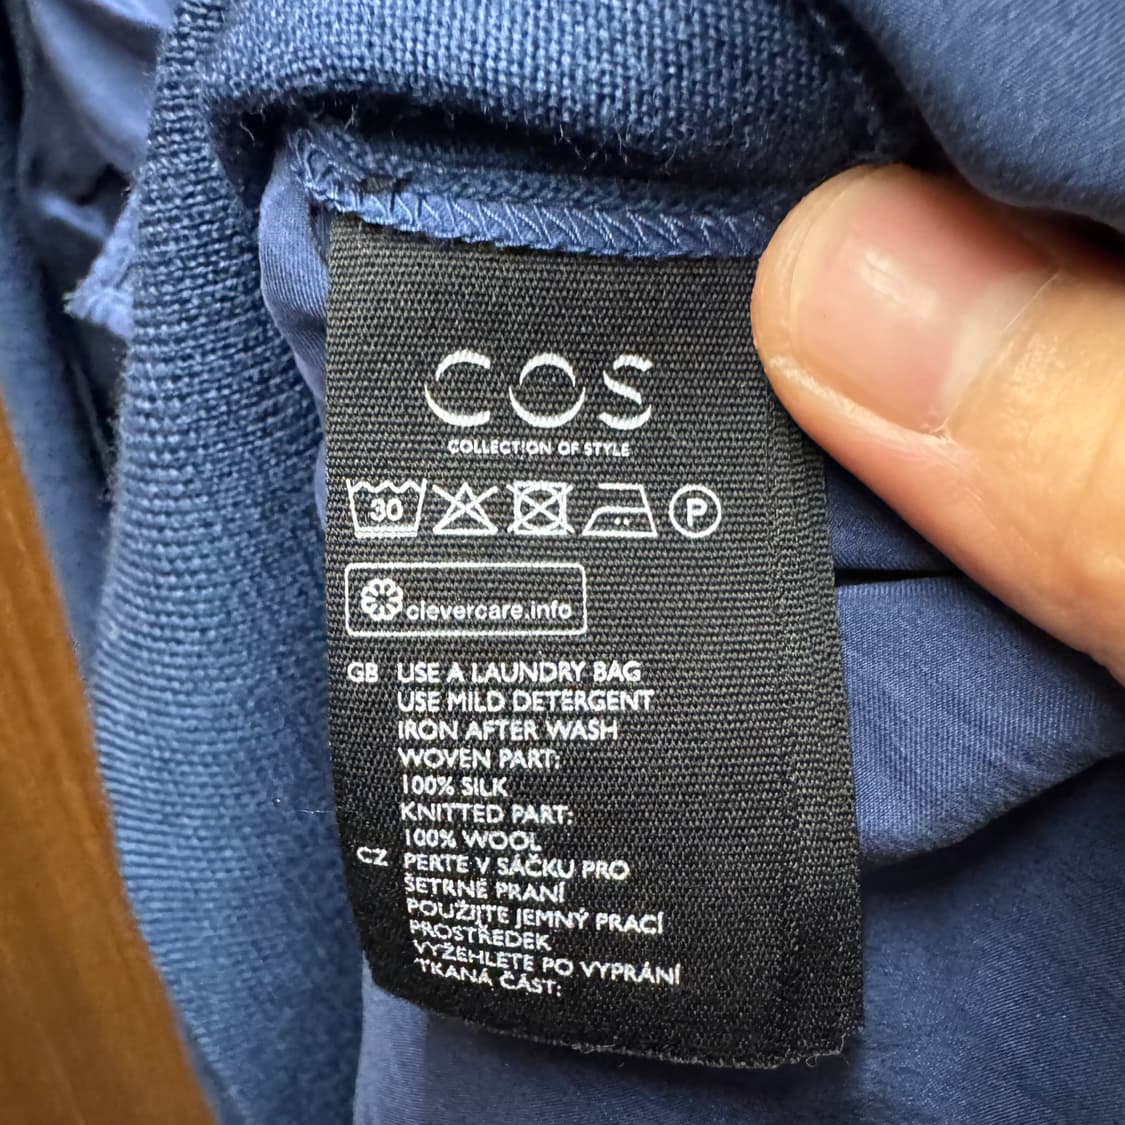 COS
COLLECTION OF STYLE
30 P
clevercare.info
GB USE A LAUNDRY BAG
USE MILD DETERGENT
IRON AFTER WASH
WOVEN PART:
100% SILK
KNITTED PART:
100% WOOL
CZ PERTE V SÁČKU PRO
ŠETRNÉ PRANÍ
POUŽIJTE JEMNÝ PRACÍ
PROSTŘEDEK
VYŽEHLETE PO VYPRÁNÍ
TKANÁ ČÁST: